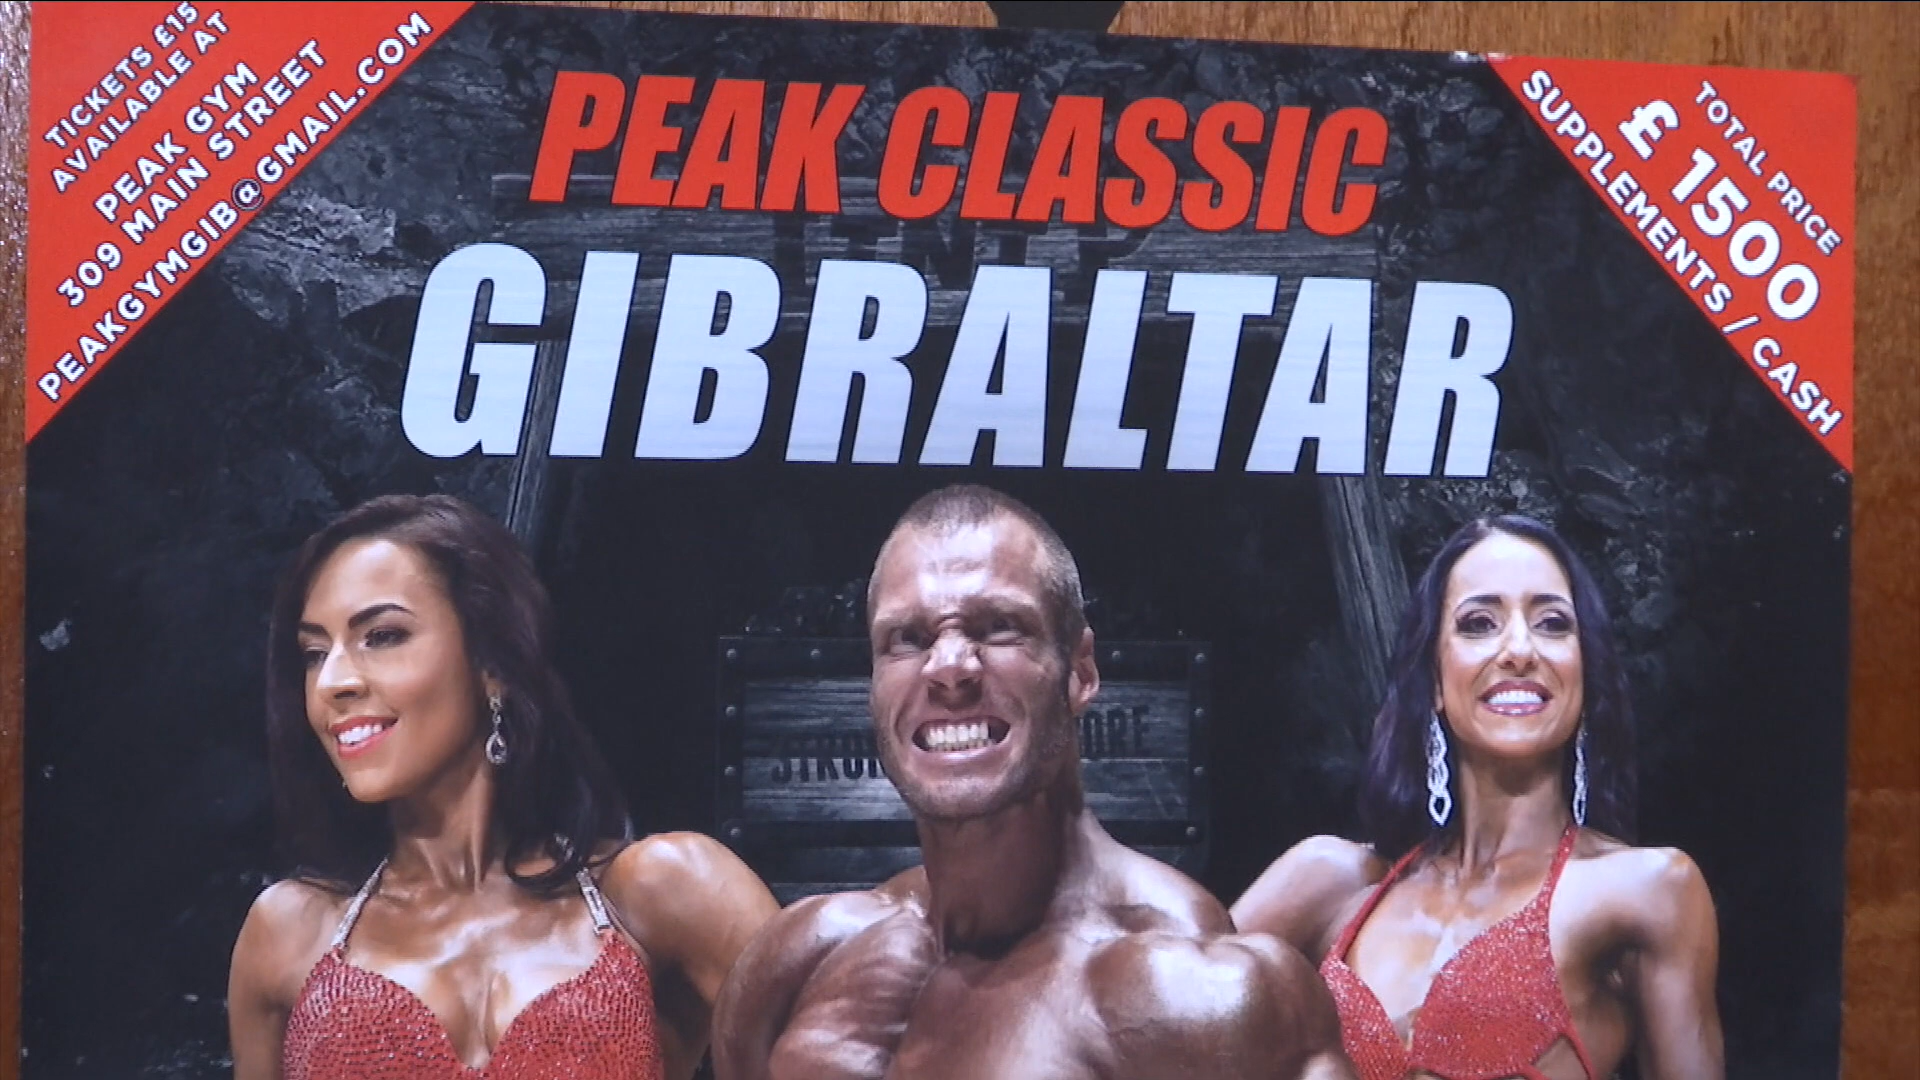 TICKETS £15
AVAILABLE AT
PEAK GYM
309 MAIN STREET
PEAKGYMGIB@GMAIL.COM
PEAK CLASSIC
GIBRALTAR
TOTAL PRICE
£ 1500
SUPPLEMENTS / CASH